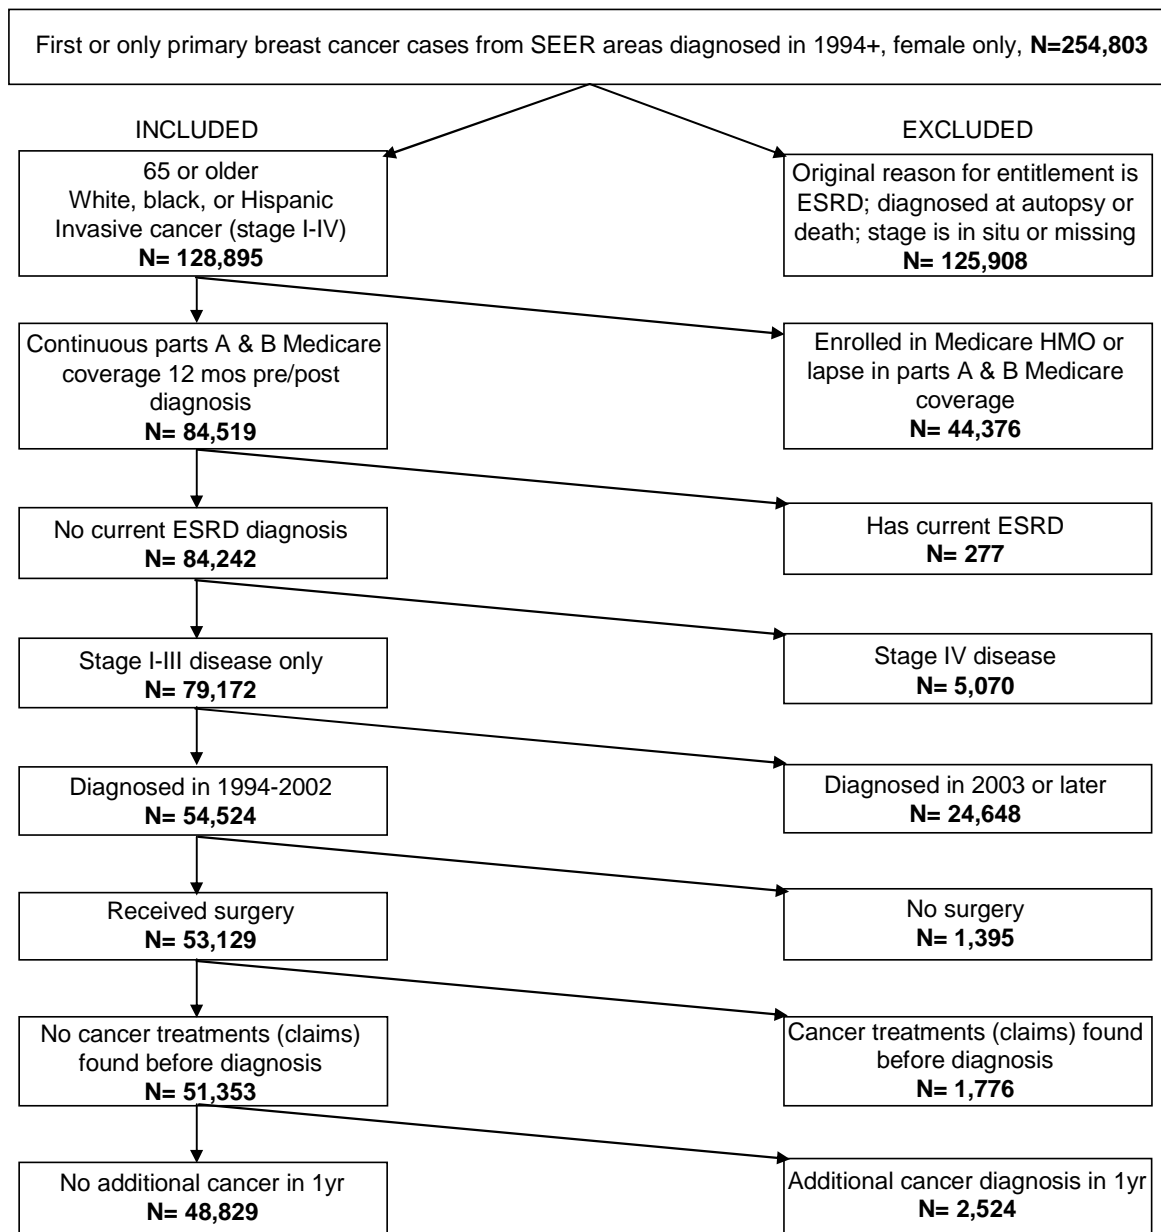 First or only primary breast cancer cases from SEER areas diagnosed in 1994+, female only, N=254,803
INCLUDED
EXCLUDED
65 or older
White, black, or Hispanic
Invasive cancer (stage I-IV)
N= 128,895
Original reason for entitlement is
ESRD; diagnosed at autopsy or
death; stage is in situ or missing
N= 125,908
Continuous parts A & B Medicare
coverage 12 mos pre/post
diagnosis
N= 84,519
Enrolled in Medicare HMO or
lapse in parts A & B Medicare
coverage
N= 44,376
No current ESRD diagnosis
N= 84,242
Has current ESRD
N= 277
Stage I-III disease only
N= 79,172
Stage IV disease
N= 5,070
Diagnosed in 1994-2002
N= 54,524
Diagnosed in 2003 or later
N= 24,648
Received surgery
N= 53,129
No surgery
N= 1,395
No cancer treatments (claims)
found before diagnosis
N= 51,353
Cancer treatments (claims) found
before diagnosis
N= 1,776
No additional cancer in 1yr
N= 48,829
Additional cancer diagnosis in 1yr
N= 2,524